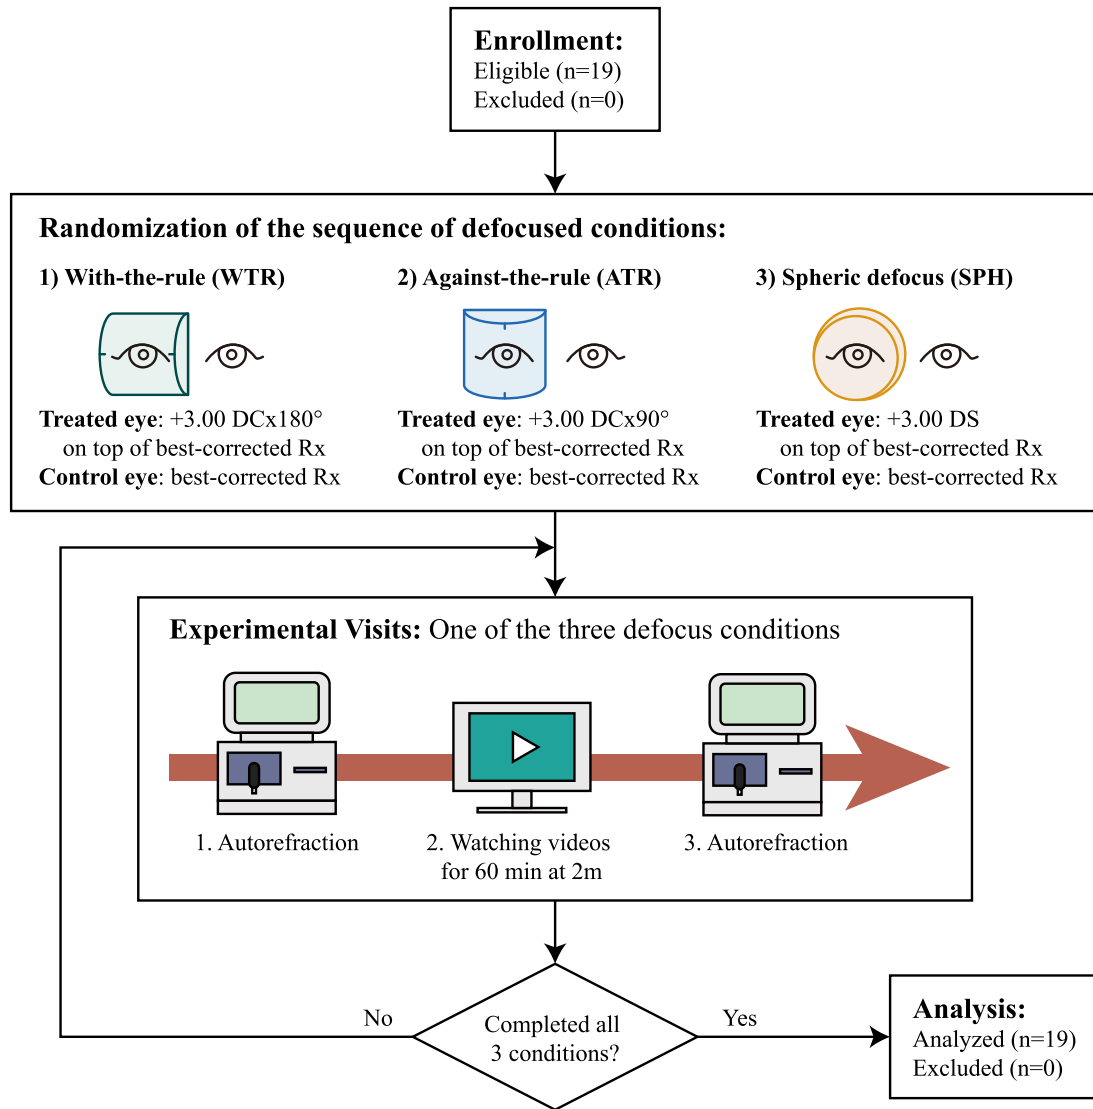 Enrollment:
Eligible (n=19)
Excluded (n=0)
Randomization of the sequence of defocused conditions:
1) With-the-rule (WTR)
Treated eye: +3.00 DCx180°
on top of best-corrected Rx
Control eye: best-corrected Rx
2) Against-the-rule (ATR)
Treated eye: +3.00 DCx90°
on top of best-corrected Rx
Control eye: best-corrected Rx
3) Spheric defocus (SPH)
Treated eye: +3.00 DS
on top of best-corrected Rx
Control eye: best-corrected Rx
Experimental Visits: One of the three defocus conditions
1. Autorefraction
2. Watching videos
for 60 min at 2m
3. Autorefraction
Completed all
3 conditions?
No
Yes
Analysis:
Analyzed (n=19)
Excluded (n=0)